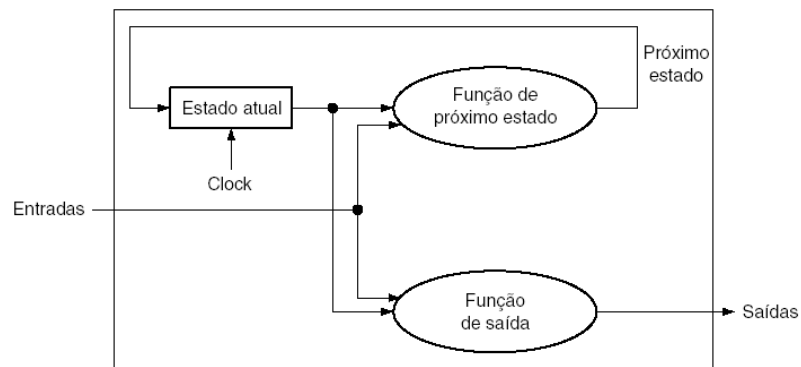 Próximo
estado
Estado atual
Função de
próximo estado
Clock
Entradas
Função
de saída
Saídas